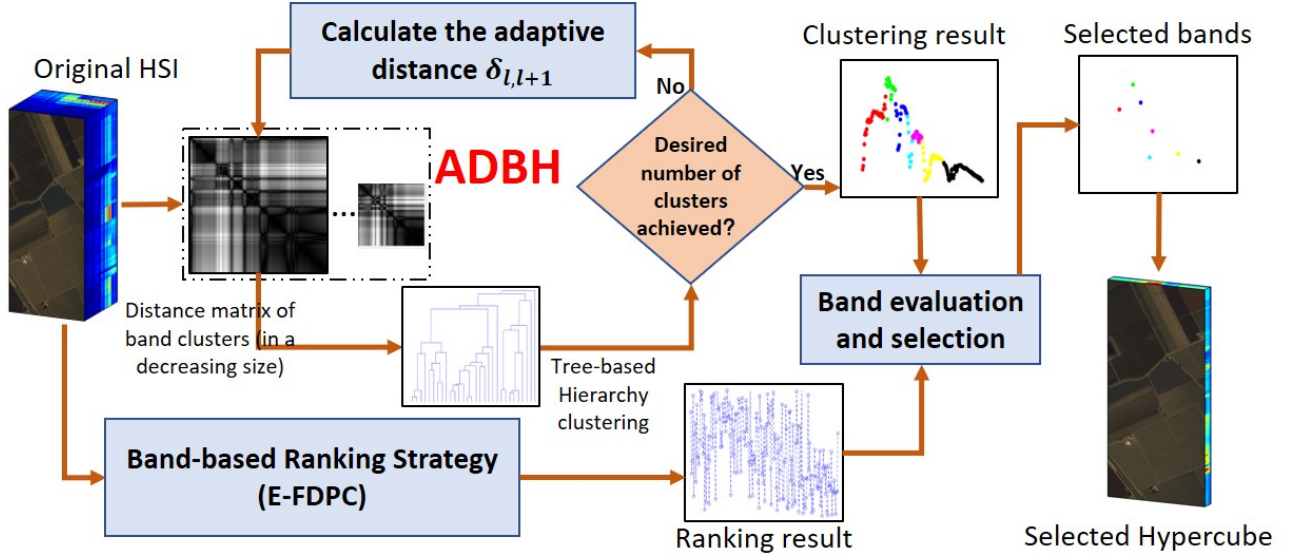 Original HSI
Calculate the adaptive
distance δl,l+1
ADBH
...
Distance matrix of
band clusters (in a
decreasing size)
Tree-based
Hierarchy
clustering
No
Desired
number of
clusters
achieved?
Yes
Clustering result
Selected bands
Band evaluation
and selection
Band-based Ranking Strategy
(E-FDPC)
Ranking result
Selected Hypercube